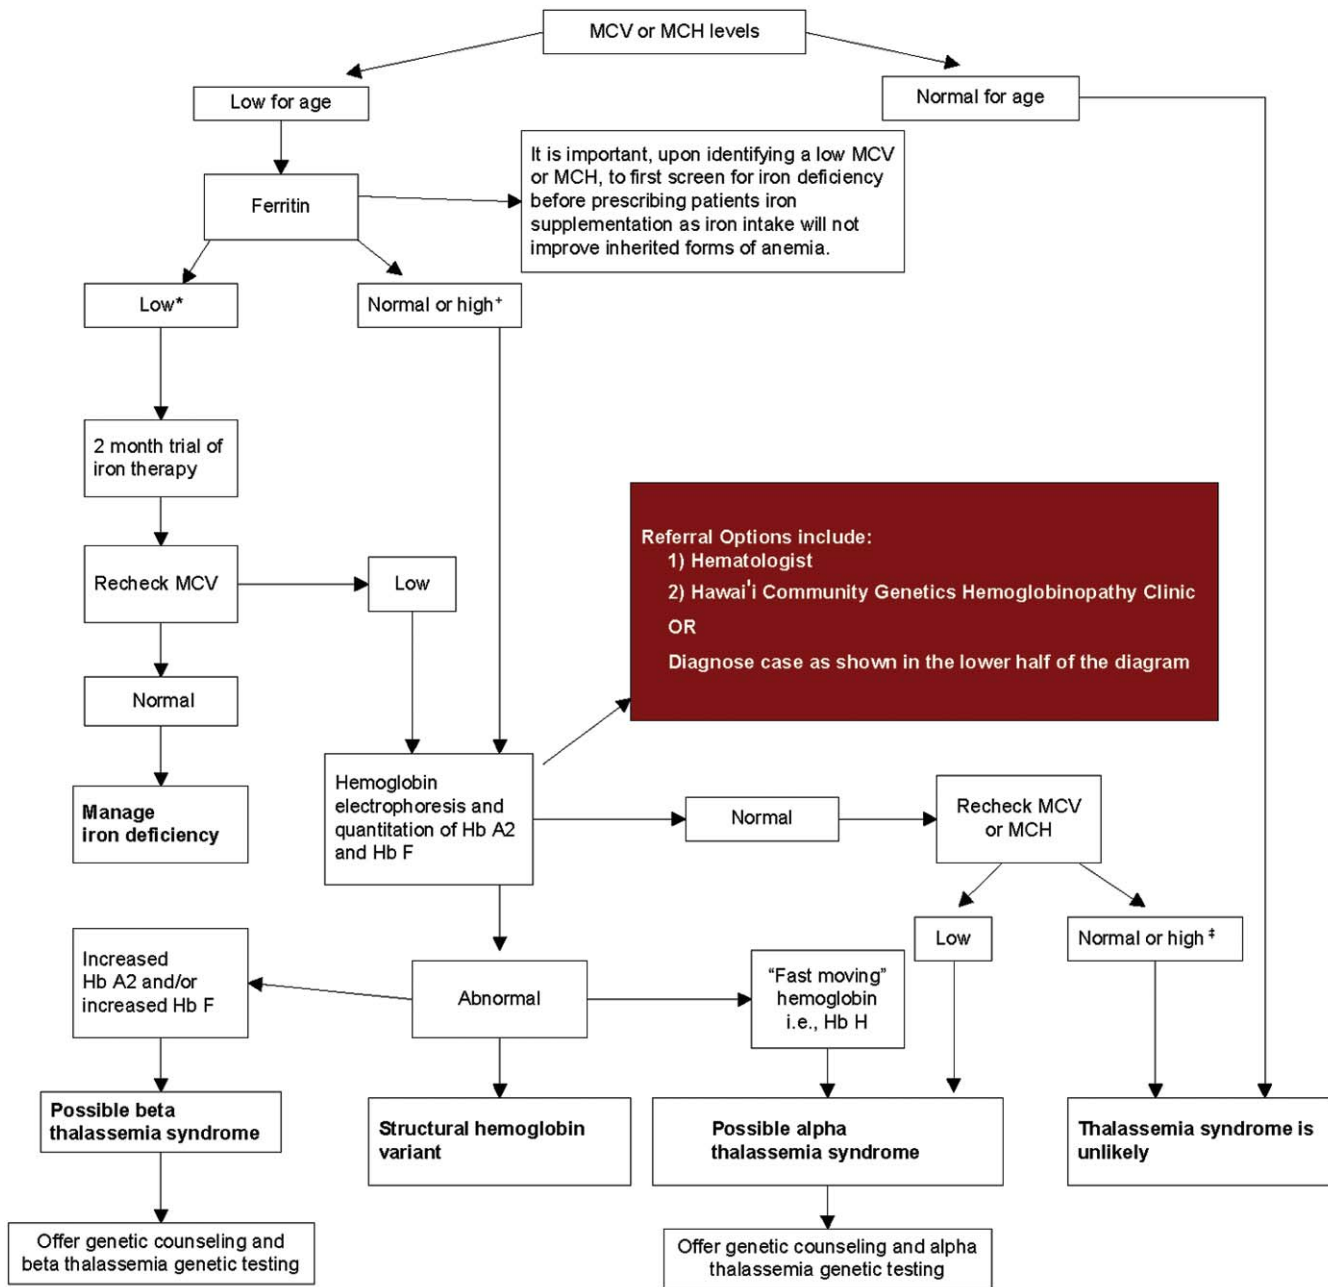 MCV or MCH levels
Low for age
Normal for age
It is important, upon identifying a low MCV
or MCH, to first screen for iron deficiency
before prescribing patients iron
supplementation as iron intake will not
improve inherited forms of anemia.
Ferritin
Low*
Normal or high⁺
2 month trial of
iron therapy
Recheck MCV
Low
Referral Options include:
1) Hematologist
2) Hawai'i Community Genetics Hemoglobinopathy Clinic
OR
Diagnose case as shown in the lower half of the diagram
Normal
Manage
iron deficiency
Hemoglobin
electrophoresis and
quantitation of Hb A2
and Hb F
Normal
Recheck MCV
or MCH
Low
Normal or high ‡
Increased
Hb A2 and/or
increased Hb F
Abnormal
“Fast moving”
hemoglobin
i.e., Hb H
Possible beta
thalassemia syndrome
Structural hemoglobin
variant
Possible alpha
thalassemia syndrome
Thalassemia syndrome is
unlikely
Offer genetic counseling and
beta thalassemia genetic testing
Offer genetic counseling and alpha
thalassemia genetic testing